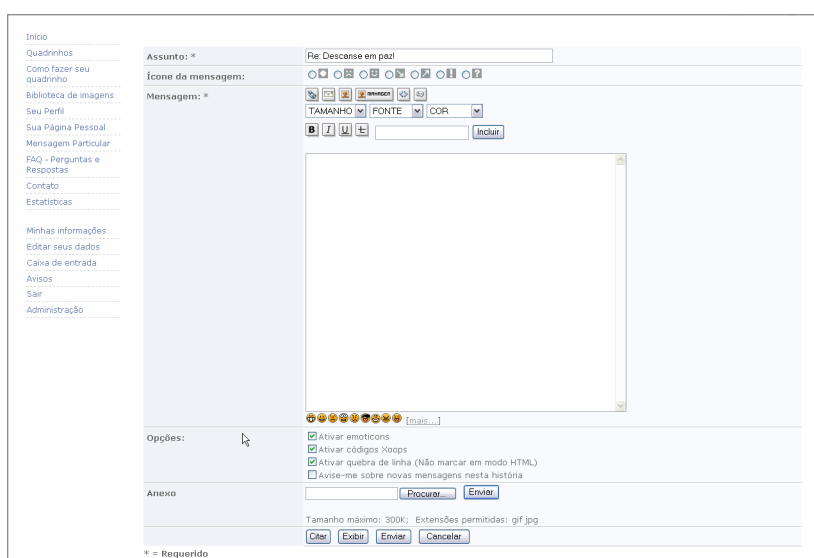 Início
Quadrinhos
Como fazer seu
quadrinho
Biblioteca de imagens
Seu Perfil
Sua Página Pessoal
Mensagem Particular
FAQ - Perguntas e
Respostas
Contato
Estatísticas
Minhas informações
Editar seus dados
Caixa de entrada
Avisos
Sair
Administração
Assunto: * Re: Descanse em paz!
Ícone da mensagem:
Mensagem: *
MANAGER
TAMANHO FONTE COR
B I U Incluir
[mais...]
Opções: Ativar emoticons
Ativar códigos Xoops
Ativar quebra de linha (Não marcar em modo HTML)
Avise-me sobre novas mensagens nesta história
Anexo Procurar... Enviar
Tamanho máximo: 300K; Extensões permitidas: gif jpg
Citar Exibir Enviar Cancelar
* = Requerido